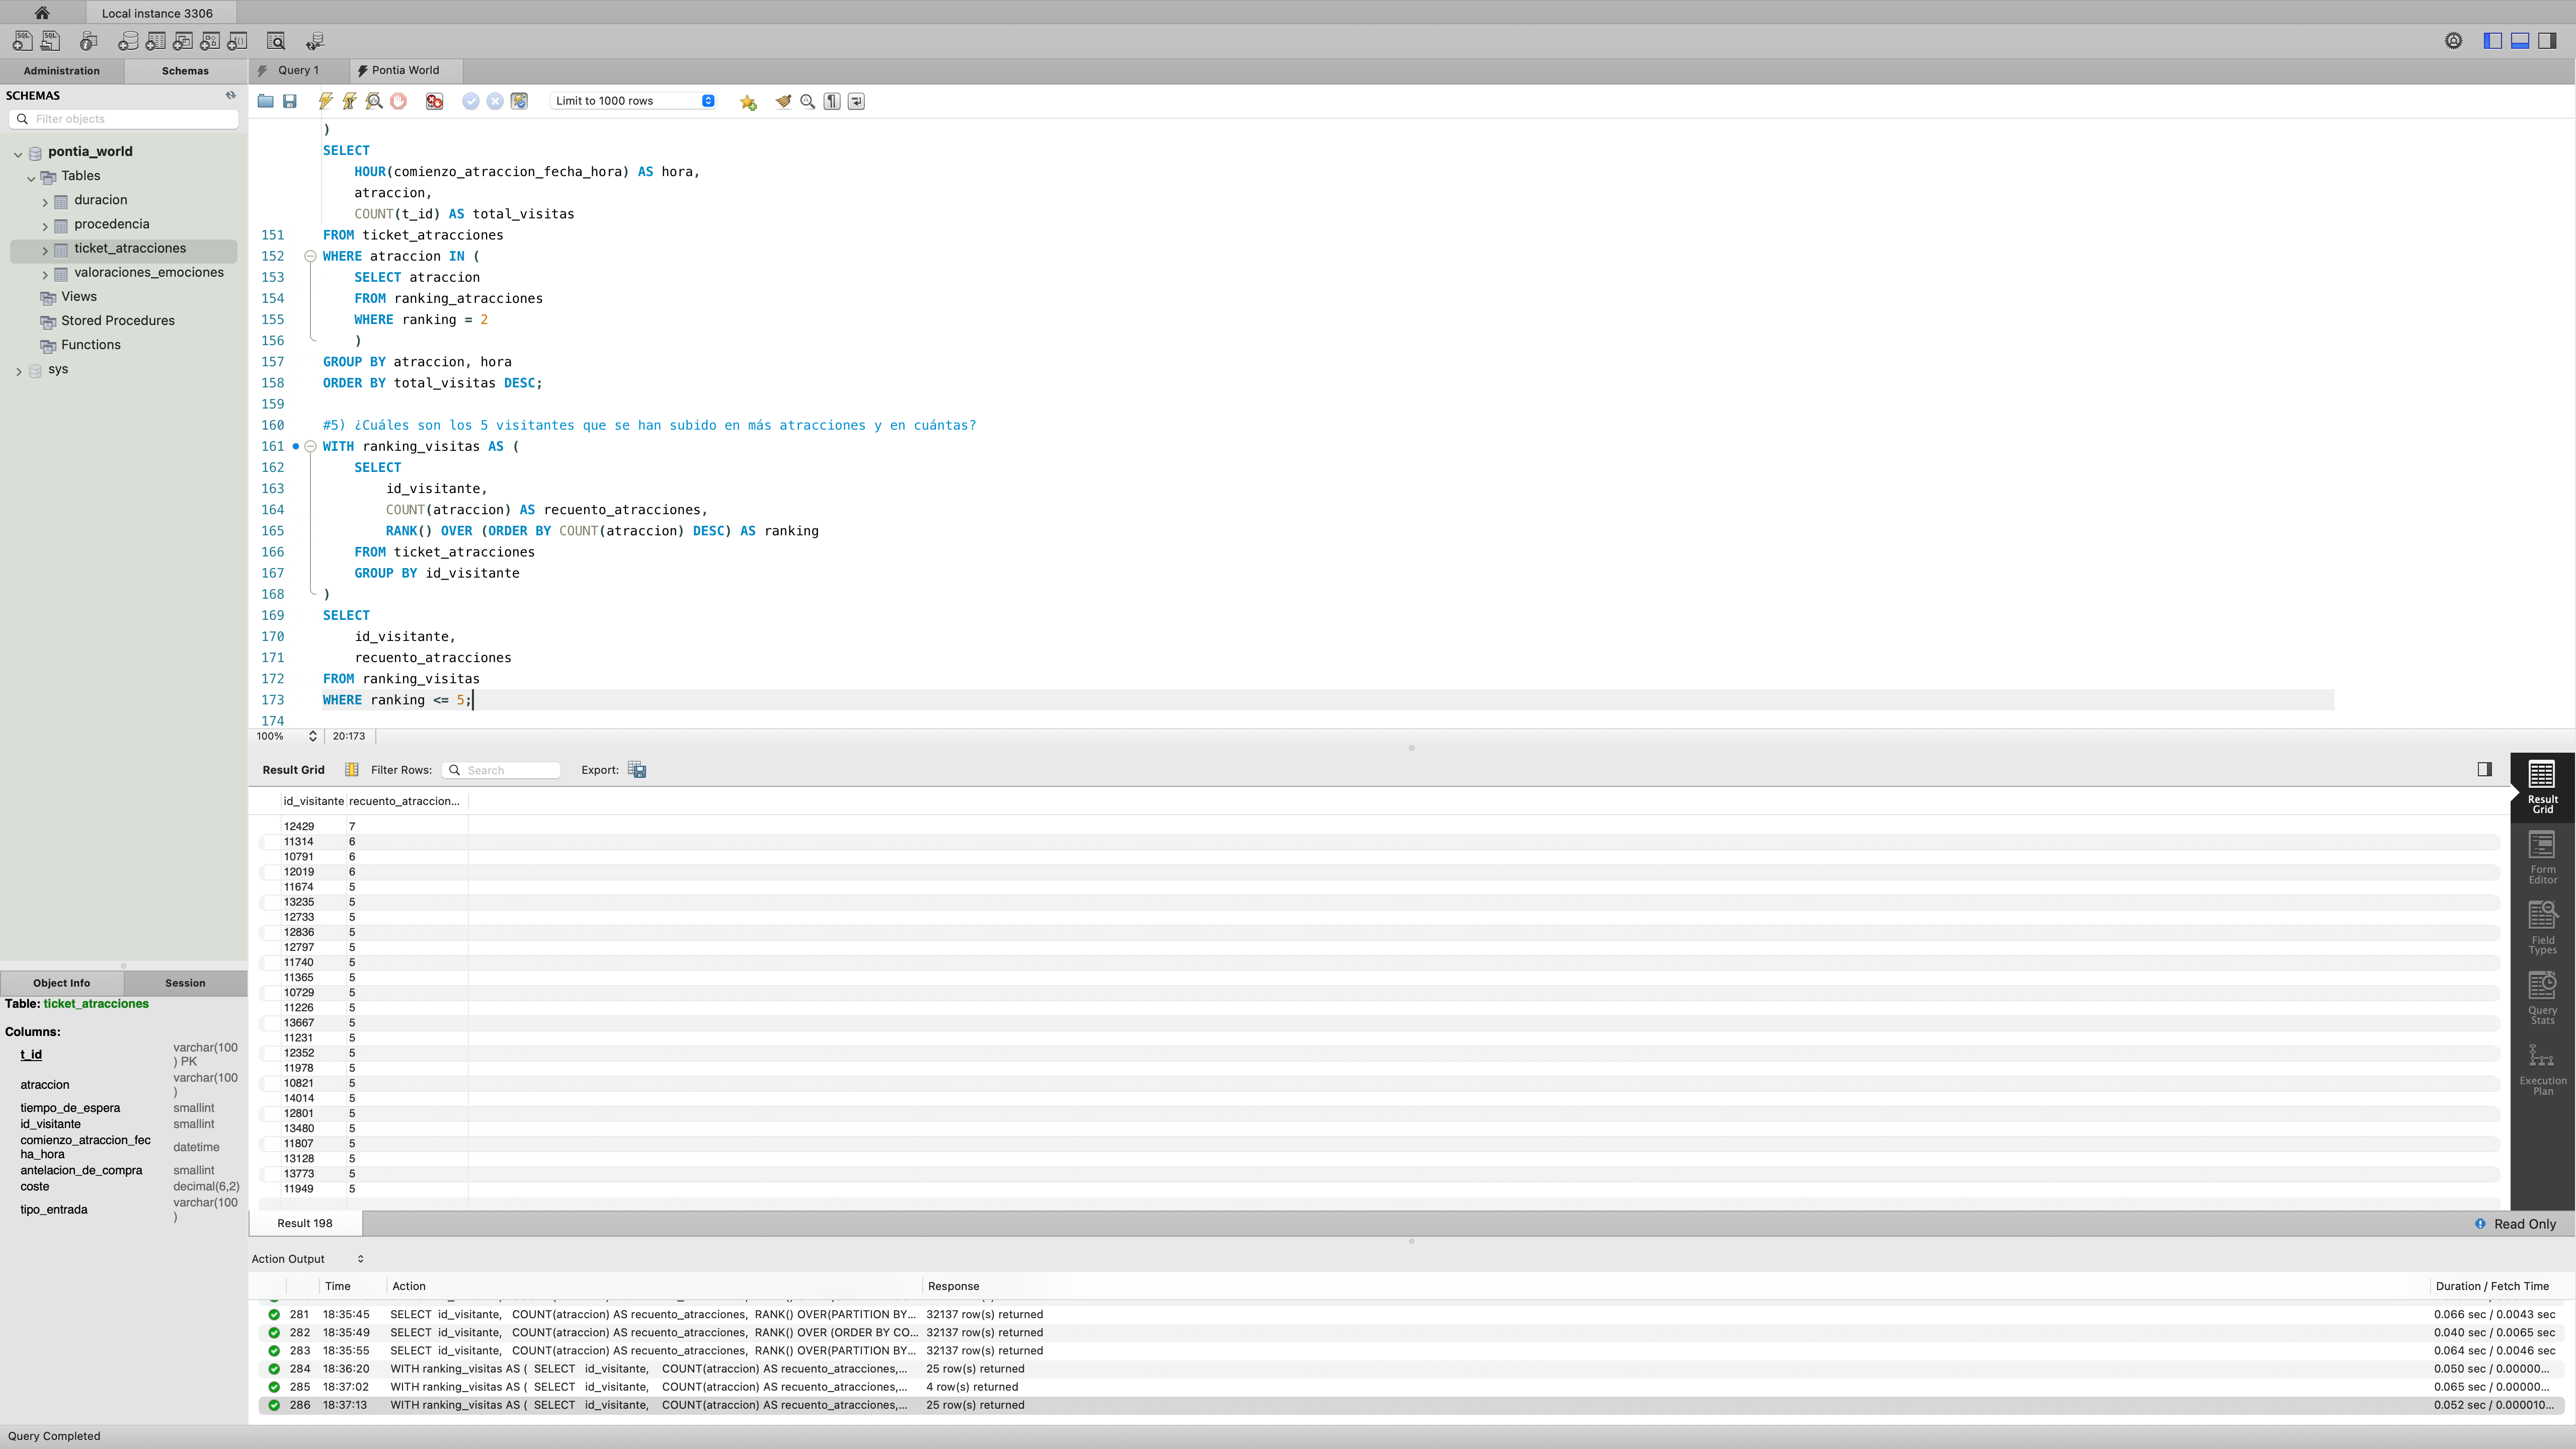 Local instance 3306
Administration
Schemas
Query 1
Pontia World
SCHEMAS
Filter objects
Limit to 1000 rows
pontia_world
Tables
duracion
procedencia
ticket_atracciones
valoraciones_emociones
Views
Stored Procedures
Functions
sys
)
SELECT
HOUR(comienzo_atraccion_fecha_hora) AS hora,
atraccion,
COUNT(t_id) AS total_visitas
151 FROM ticket_atracciones
152 WHERE atraccion IN (
153 SELECT atraccion
154 FROM ranking_atracciones
155 WHERE ranking = 2
156 )
157 GROUP BY atraccion, hora
158 ORDER BY total_visitas DESC;
159
160 #5) ¿Cuáles son los 5 visitantes que se han subido en más atracciones y en cuántas?
161 WITH ranking_visitas AS (
162 SELECT
163 id_visitante,
164 COUNT(atraccion) AS recuento_atracciones,
165 RANK() OVER (ORDER BY COUNT(atraccion) DESC) AS ranking
166 FROM ticket_atracciones
167 GROUP BY id_visitante
168 )
169 SELECT
170 id_visitante,
171 recuento_atracciones
172 FROM ranking_visitas
173 WHERE ranking <= 5;
174
100% 20:173
Result Grid Filter Rows: Search Export:
id_visitante recuento_atraccion...
12429 7
11314 6
10791 6
12019 6
11674 5
13235 5
12733 5
12836 5
12797 5
11740 5
11365 5
10729 5
11226 5
13667 5
11231 5
12352 5
11978 5
10821 5
14014 5
12801 5
13480 5
11807 5
13128 5
13773 5
11949 5
Result
Grid
Form
Editor
Field
Types
Query
Stats
Execution
Plan
Object Info
Session
Table: ticket_atracciones
Columns:
t_id varchar(100
) PK
atraccion varchar(100
)
tiempo_de_espera smallint
id_visitante smallint
comienzo_atraccion_fec
ha_hora datetime
antelacion_de_compra smallint
coste decimal(6,2)
tipo_entrada varchar(100
)
Result 198
Read Only
Action Output
Time Action Response Duration / Fetch Time
281 18:35:45 SELECT id_visitante, COUNT(atraccion) AS recuento_atracciones, RANK() OVER(PARTITION BY... 32137 row(s) returned 0.066 sec / 0.0043 sec
282 18:35:49 SELECT id_visitante, COUNT(atraccion) AS recuento_atracciones, RANK() OVER (ORDER BY CO... 32137 row(s) returned 0.040 sec / 0.0065 sec
283 18:35:55 SELECT id_visitante, COUNT(atraccion) AS recuento_atracciones, RANK() OVER(PARTITION BY... 32137 row(s) returned 0.064 sec / 0.0046 sec
284 18:36:20 WITH ranking_visitas AS ( SELECT id_visitante, COUNT(atraccion) AS recuento_atracciones,... 25 row(s) returned 0.050 sec / 0.00000...
285 18:37:02 WITH ranking_visitas AS ( SELECT id_visitante, COUNT(atraccion) AS recuento_atracciones,... 4 row(s) returned 0.065 sec / 0.00000...
286 18:37:13 WITH ranking_visitas AS ( SELECT id_visitante, COUNT(atraccion) AS recuento_atracciones,... 25 row(s) returned 0.052 sec / 0.000010...
Query Completed